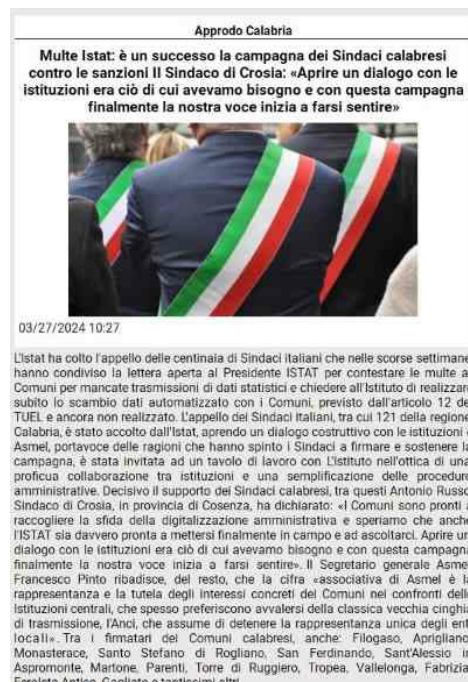 Approdo Calabria
Multe Istat: è un successo la campagna dei Sindaci calabresi
contro le sanzioni Il Sindaco di Crosia: «Aprire un dialogo con le
istituzioni era ciò di cui avevamo bisogno e con questa campagna
finalmente la nostra voce inizia a farsi sentire»
03/27/2024 10:27
L'Istat ha colto l'appello delle centinaia di Sindaci italiani che nelle scorse settimane
hanno condiviso la lettera aperta al Presidente ISTAT per contestare le multe a
Comuni per mancate trasmissioni di dati statistici e chiedere all'Istituto di realizzare
subito lo scambio dati automatizzato con i Comuni, previsto dall'articolo 12 de
TUEL e ancora non realizzato. L'appello dei Sindaci Italiani, tra cui 121 della regione
Calabria, è stato accolto dall'Istat, aprendo un dialogo costruttivo con le istituzioni
Asmel, portavoce delle ragioni che hanno spinto i Sindaci a firmare e sostenere la
campagna, è stata invitata ad un tavolo di lavoro con L'Istituto nell'ottica di una
proficua collaborazione tra istituzioni e una semplificazione delle procedure
amministrative. Decisivo il supporto dei Sindaci calabresi, tra questi Antonio Russo
Sindaco di Crosia, in provincia di Cosenza, ha dichiarato: «I Comuni sono pronti a
raccogliere la sfida della digitalizzazione amministrativa e speriamo che anche
l'ISTAT sia davvero pronta a mettersi finalmente in campo e ad ascoltarci. Aprire un
dialogo con le istituzioni era ciò di cui avevamo bisogno e con questa campagna
finalmente la nostra voce inizia a farsi sentire». Il Segretario generale Asmel
Francesco Pinto ribadisce, del resto, che la cifra «associativa di Asmel è la
rappresentanza e la tutela degli interessi concreti dei Comuni nei confronti delle
Istituzioni centrali, che spesso preferiscono avvalersi della classica vecchia cinghia
di trasmissione, l'Anci, che assume di detenere la rappresentanza unica degli ent
locali». Tra i firmatari dei Comuni calabresi, anche: Filogaso, Aprigliano
Monasterace, Santo Stefano di Rogliano, San Ferdinando, Sant'Alessio in
Aspromonte, Martone, Parenti, Torre di Ruggiero, Tropea, Vallelonga, Fabrizia
Feroleto Antico, Gagliato e tantissimi altri